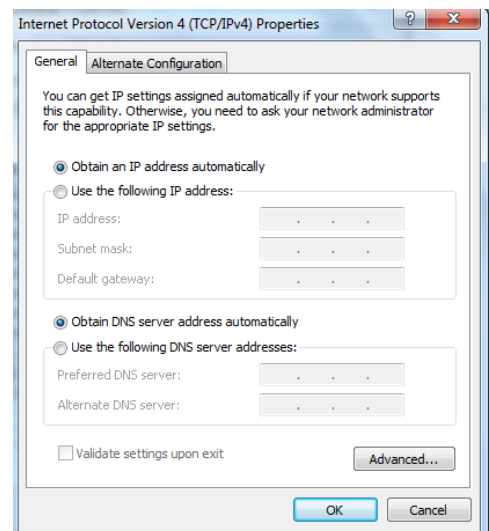 Internet Protocol Version 4 (TCP/IPv4) Properties
General
Alternate Configuration
You can get IP settings assigned automatically if your network supports
this capability. Otherwise, you need to ask your network administrator
for the appropriate IP settings.
Obtain an IP address automatically
Use the following IP address:
IP address:
Subnet mask:
Default gateway:
Obtain DNS server address automatically
Use the following DNS server addresses:
Preferred DNS server:
Alternate DNS server:
Validate settings upon exit
Advanced...
OK
Cancel